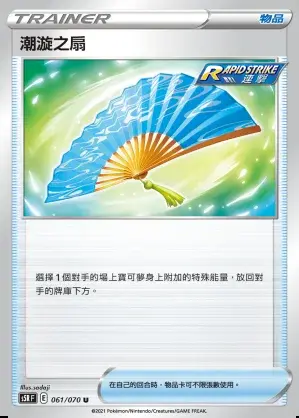 TRAINER 物品
潮漩之扇
RAPID STRIKE
連擊
選擇1個對手的場上寶可夢身上附加的特殊能量,放回對
手的牌庫下方。
Illus.sadaji
s5R F E 061/070 U
在自己的回合時,物品卡可不限張數使用。
©2021 Pokémon/Nintendo/Creatures/GAME FREAK.